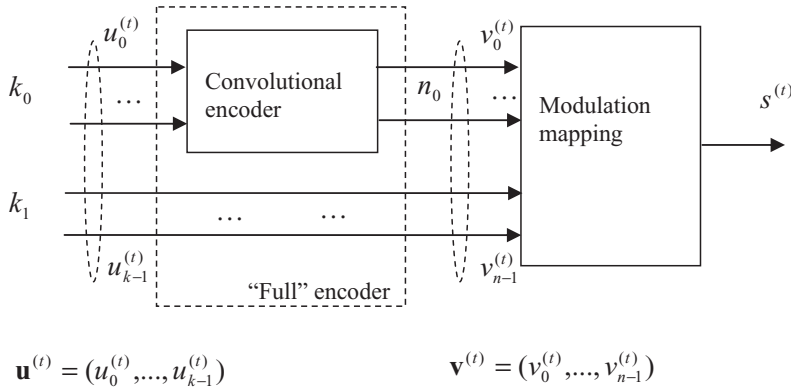 u_0^{(t)}
v_0^{(t)}
k_0
...
Convolutional
encoder
n_0
...
Modulation
mapping
s^{(t)}
k_1
... ...
u_{k-1}^{(t)}
v_{n-1}^{(t)}
“Full” encoder
u^{(t)} = (u_0^{(t)},...,u_{k-1}^{(t)})
v^{(t)} = (v_0^{(t)},...,v_{n-1}^{(t)})